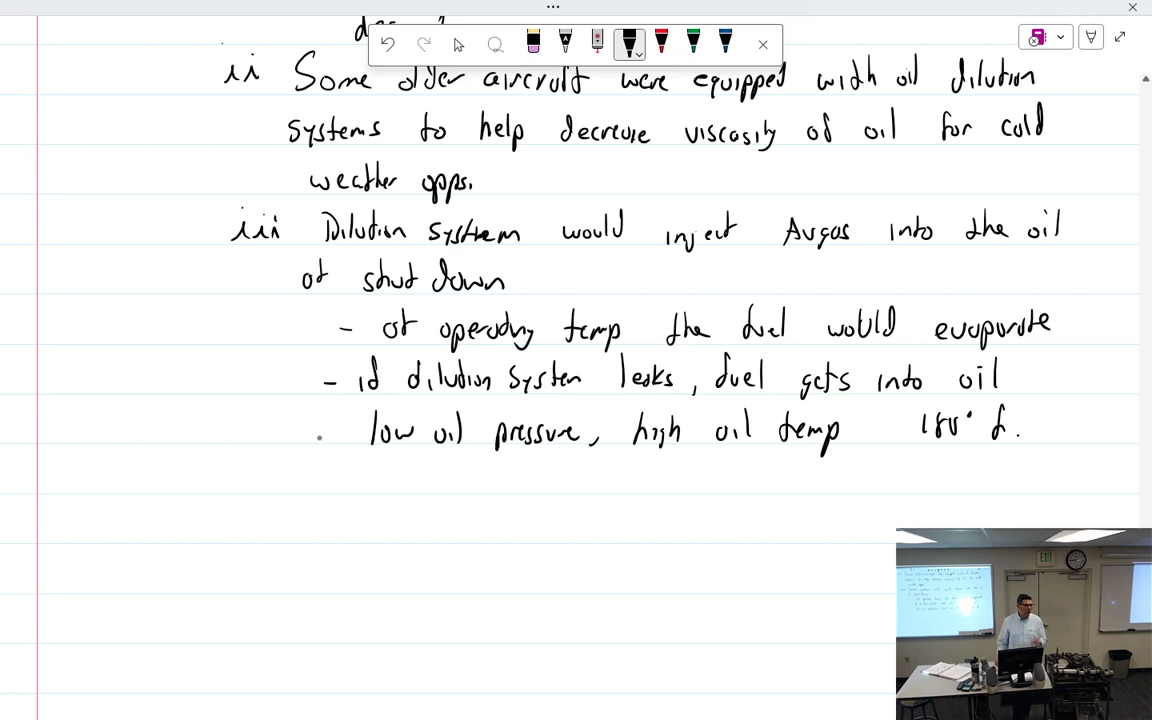 ii Some older aircraft were equipped with oil dilution
systems to help decrease viscosity of oil for cold
weather opps.
iii Dilution system would inject Avgas into the oil
at shut down
- at operating temp the fuel would evaporate
- if dilution system leaks, fuel gets into oil
low oil pressure, high oil temp 180° f.
EXIT